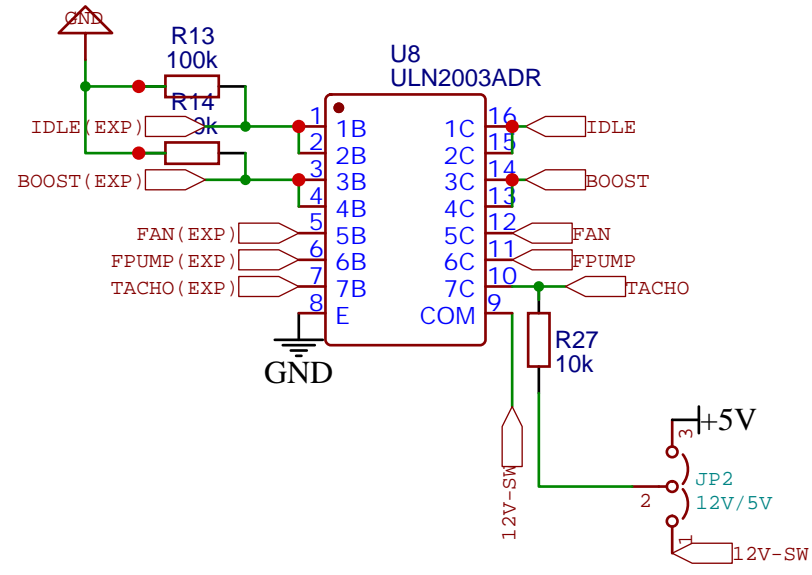 GND
R13
100k
R14
IDLE(EXP)
BOOST(EXP)
FAN(EXP)
FPUMP(EXP)
TACHO(EXP)
GND
U8
ULN2003ADR
1 1B 1C 16
2 2B 2C 15
3 3B 3C 14
4 4B 4C 13
5 5B 5C 12
6 6B 6C 11
7 7B 7C 10
8 E COM 9
IDLE
BOOST
FAN
FPUMP
TACHO
R27
10k
12V-SW
+5V
3
JP2
2 12V/5V
1
12V-SW